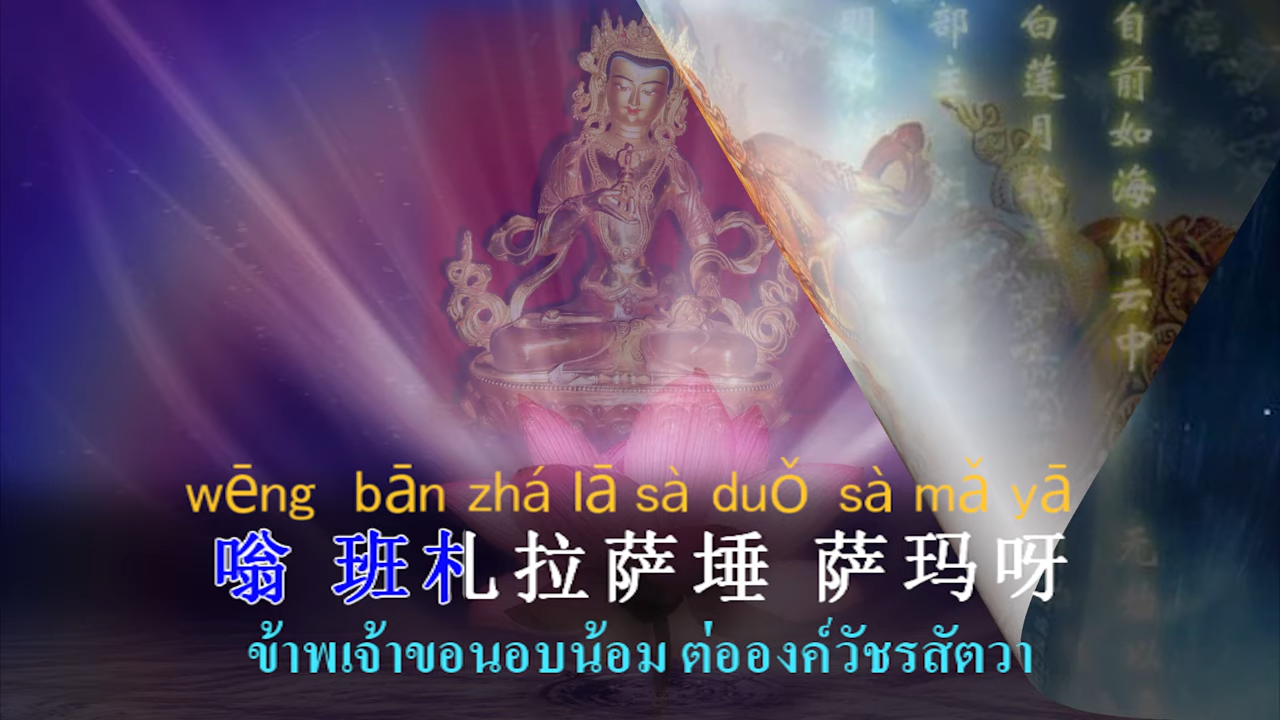 自前如海供云中
白莲月轮
部主
wēng bān zhá lā sà duǒ sà mǎ yā
嗡 班札拉萨埵 萨玛呀
ข้าพเจ้าขอนอบน้อม ต่อองค์วัชรสัตวา